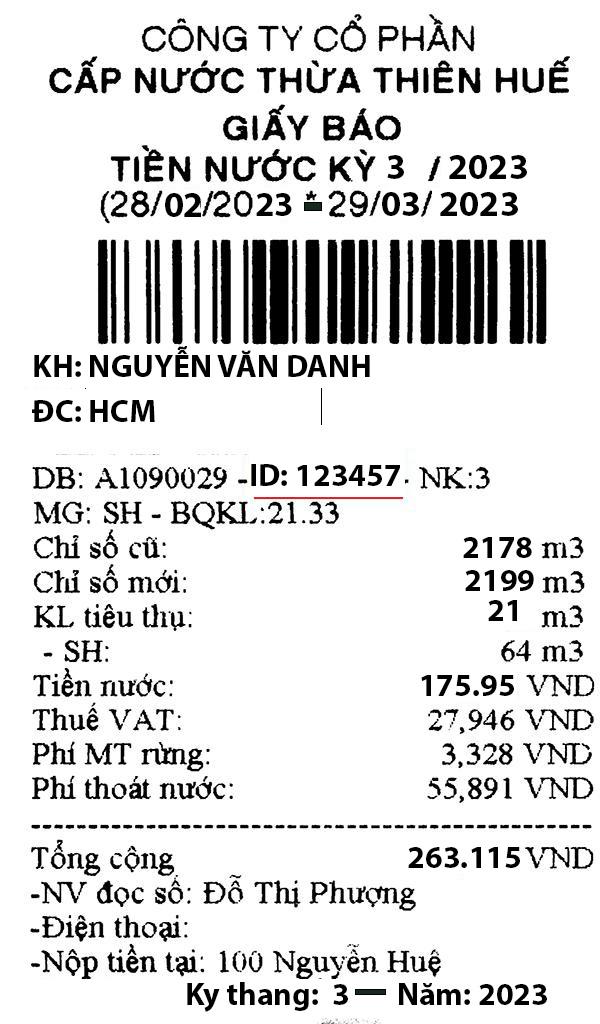 CÔNG TY CỔ PHẦN
CẤP NƯỚC THỪA THIÊN HUẾ
GIẤY BÁO
TIỀN NƯỚC KỲ 3 / 2023
(28/02/2023 - 29/03/ 2023
KH: NGUYỄN VĂN DANH
ĐC: HCM
DB: A1090029 -ID: 123457· NK:3
MG: SH - BQKL:21.33
Chỉ số cũ: 2178 m3
Chỉ số mới: 2199 m3
KL tiêu thụ: 21 m3
- SH: 64 m3
Tiền nước: 175.95 VND
Thuế VAT: 27,946 VND
Phí MT rừng: 3,328 VND
Phí thoát nước: 55,891 VND
Tổng cộng 263.115 VND
-NV đọc số: Đỗ Thị Phượng
-Điện thoại:
-Nộp tiền tại: 100 Nguyễn Huệ
Ky thang: 3 — Năm: 2023